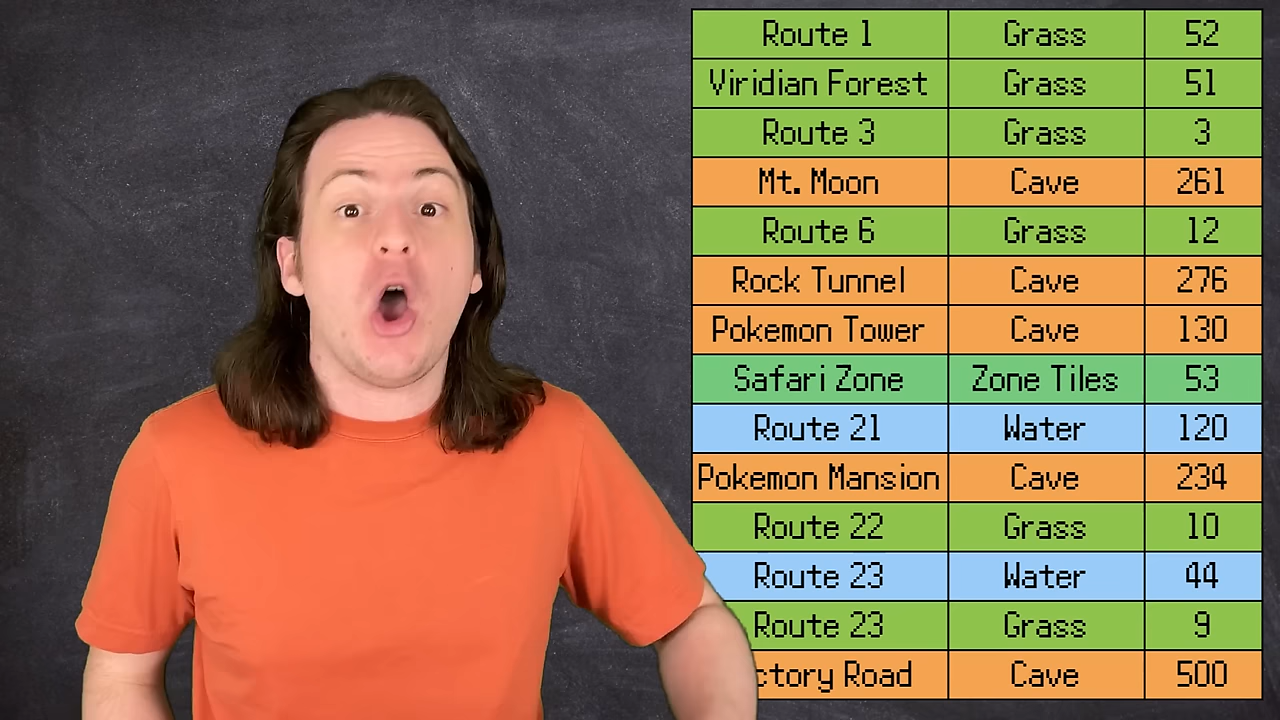 Route 1 Grass 52
Viridian Forest Grass 51
Route 3 Grass 3
Mt. Moon Cave 261
Route 6 Grass 12
Rock Tunnel Cave 276
Pokemon Tower Cave 130
Safari Zone Zone Tiles 53
Route 21 Water 120
Pokemon Mansion Cave 234
Route 22 Grass 10
Route 23 Water 44
Route 23 Grass 9
ctory Road Cave 500